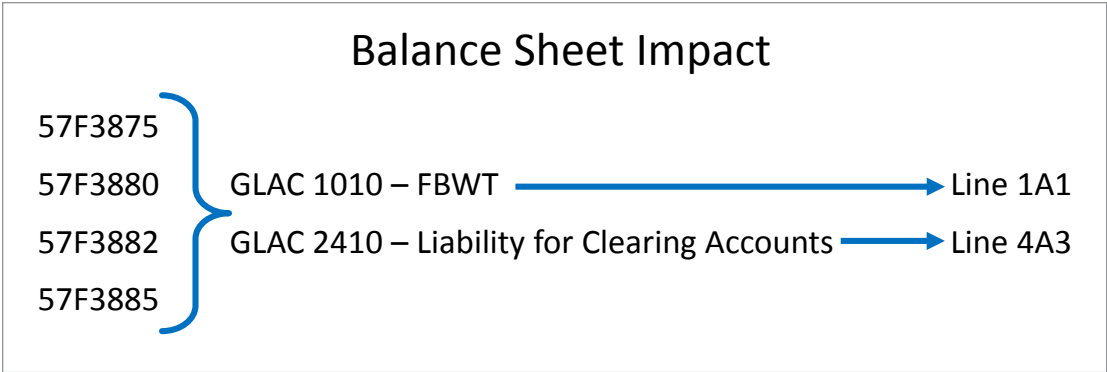 Balance Sheet Impact
57F3875
57F3880 GLAC 1010 – FBWT Line 1A1
57F3882 GLAC 2410 – Liability for Clearing Accounts Line 4A3
57F3885